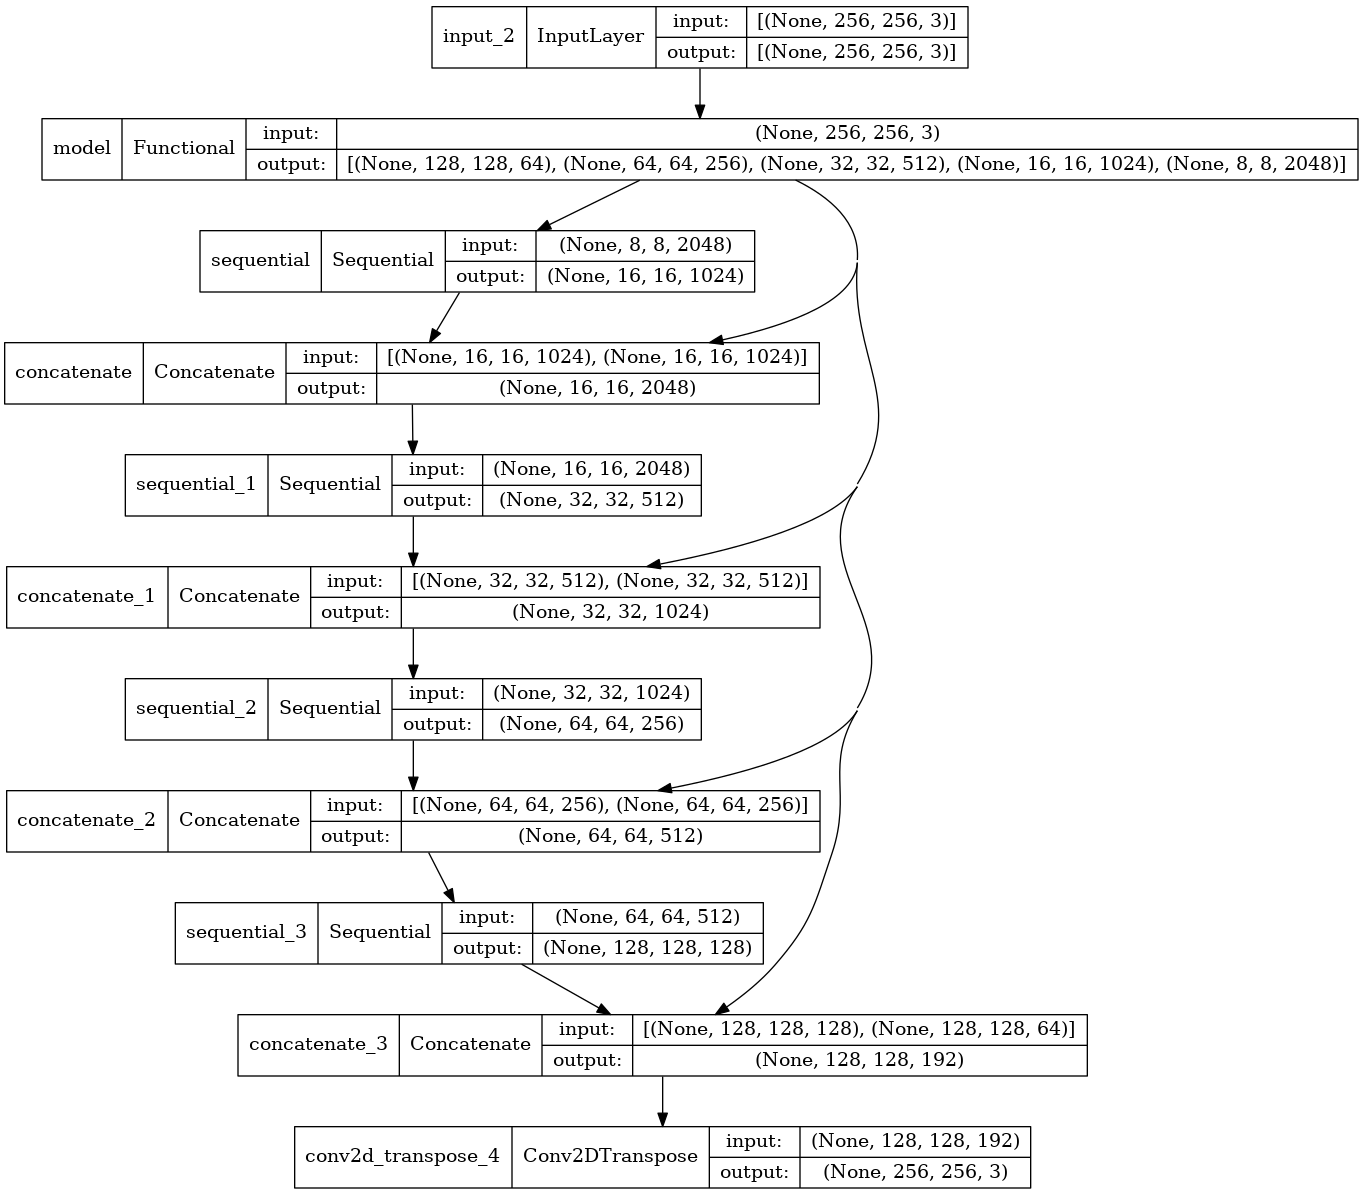 input_2 InputLayer input: [(None, 256, 256, 3)]
output: [(None, 256, 256, 3)]
model Functional input: (None, 256, 256, 3)
output: [(None, 128, 128, 64), (None, 64, 64, 256), (None, 32, 32, 512), (None, 16, 16, 1024), (None, 8, 8, 2048)]
sequential Sequential input: (None, 8, 8, 2048)
output: (None, 16, 16, 1024)
concatenate Concatenate input: [(None, 16, 16, 1024), (None, 16, 16, 1024)]
output: (None, 16, 16, 2048)
sequential_1 Sequential input: (None, 16, 16, 2048)
output: (None, 32, 32, 512)
concatenate_1 Concatenate input: [(None, 32, 32, 512), (None, 32, 32, 512)]
output: (None, 32, 32, 1024)
sequential_2 Sequential input: (None, 32, 32, 1024)
output: (None, 64, 64, 256)
concatenate_2 Concatenate input: [(None, 64, 64, 256), (None, 64, 64, 256)]
output: (None, 64, 64, 512)
sequential_3 Sequential input: (None, 64, 64, 512)
output: (None, 128, 128, 128)
concatenate_3 Concatenate input: [(None, 128, 128, 128), (None, 128, 128, 64)]
output: (None, 128, 128, 192)
conv2d_transpose_4 Conv2DTranspose input: (None, 128, 128, 192)
output: (None, 256, 256, 3)